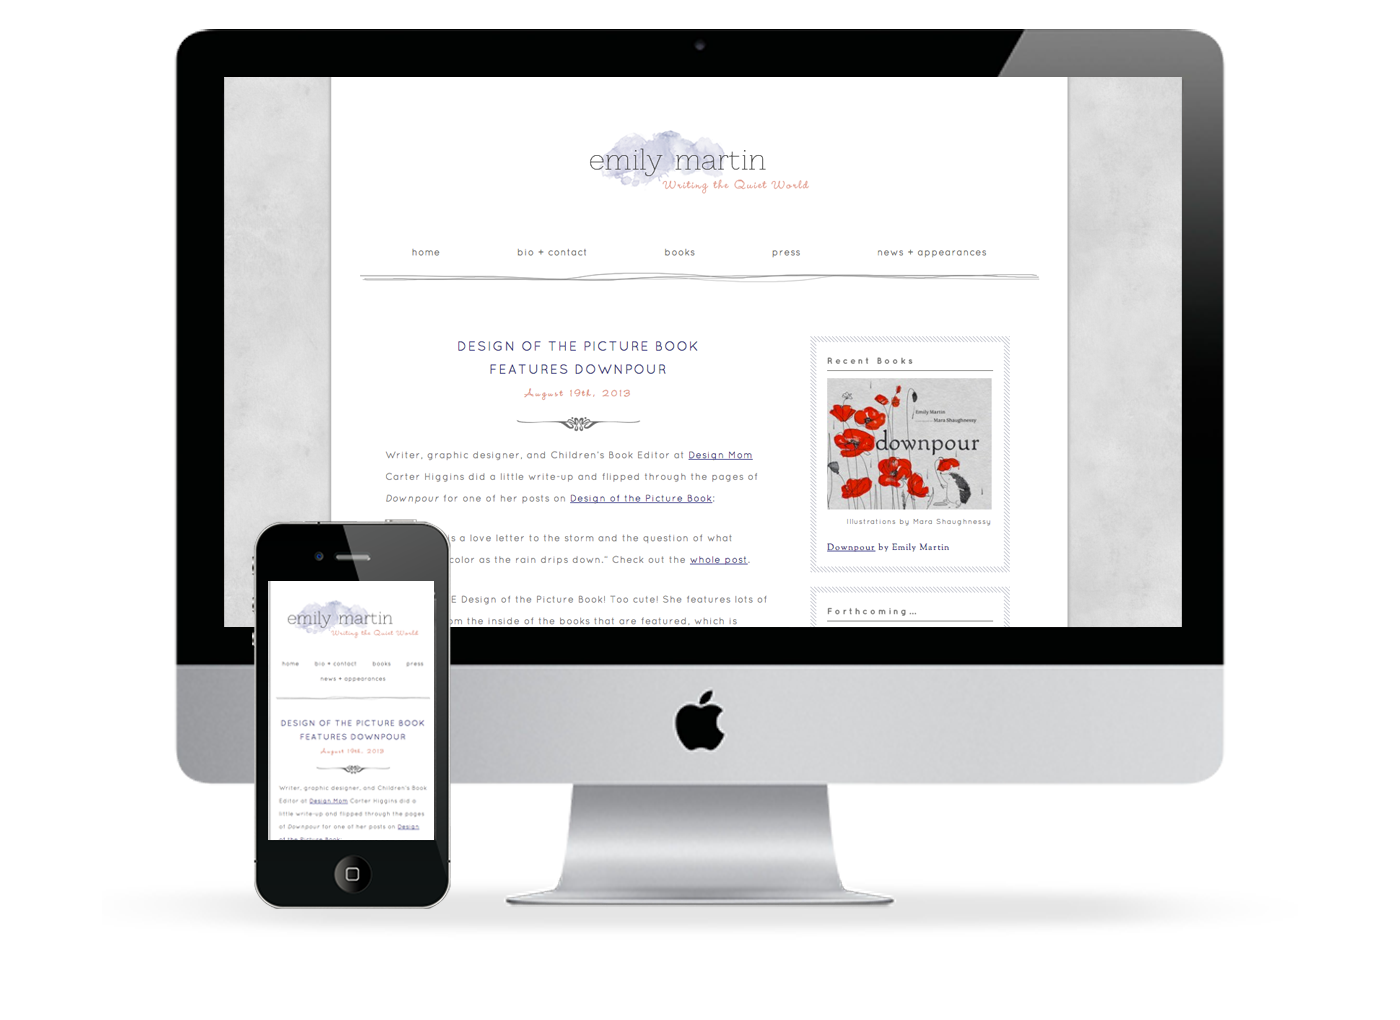 emily martin
Writing the Quiet World
home bio + contact books press news + appearances
DESIGN OF THE PICTURE BOOK
FEATURES DOWNPOUR
August 19th, 2013
Writer, graphic designer, and Children's Book Editor at Design Mom
Carter Higgins did a little write-up and flipped through the pages of
Downpour for one of her posts on Design of the Picture Book:
is a love letter to the storm and the question of what
color as the rain drips down." Check out the whole post.
E Design of the Picture Book! Too cute! She features lots of
om the inside of the books that are featured, which is
Recent Books
Emily Martin
Mara Shaughnessy
downpour
Illustrations by Mara Shaughnessy
Downpour by Emily Martin
Forthcoming...
emily martin
Writing the Quiet World
home bio + contact books press
news + appearances
DESIGN OF THE PICTURE BOOK
FEATURES DOWNPOUR
August 19th, 2013
Writer, graphic designer, and Children's Book
Editor at Design Mom Carter Higgins did a
little write-up and flipped through the pages
of Downpour for one of her posts on Design
of the Picture Book: